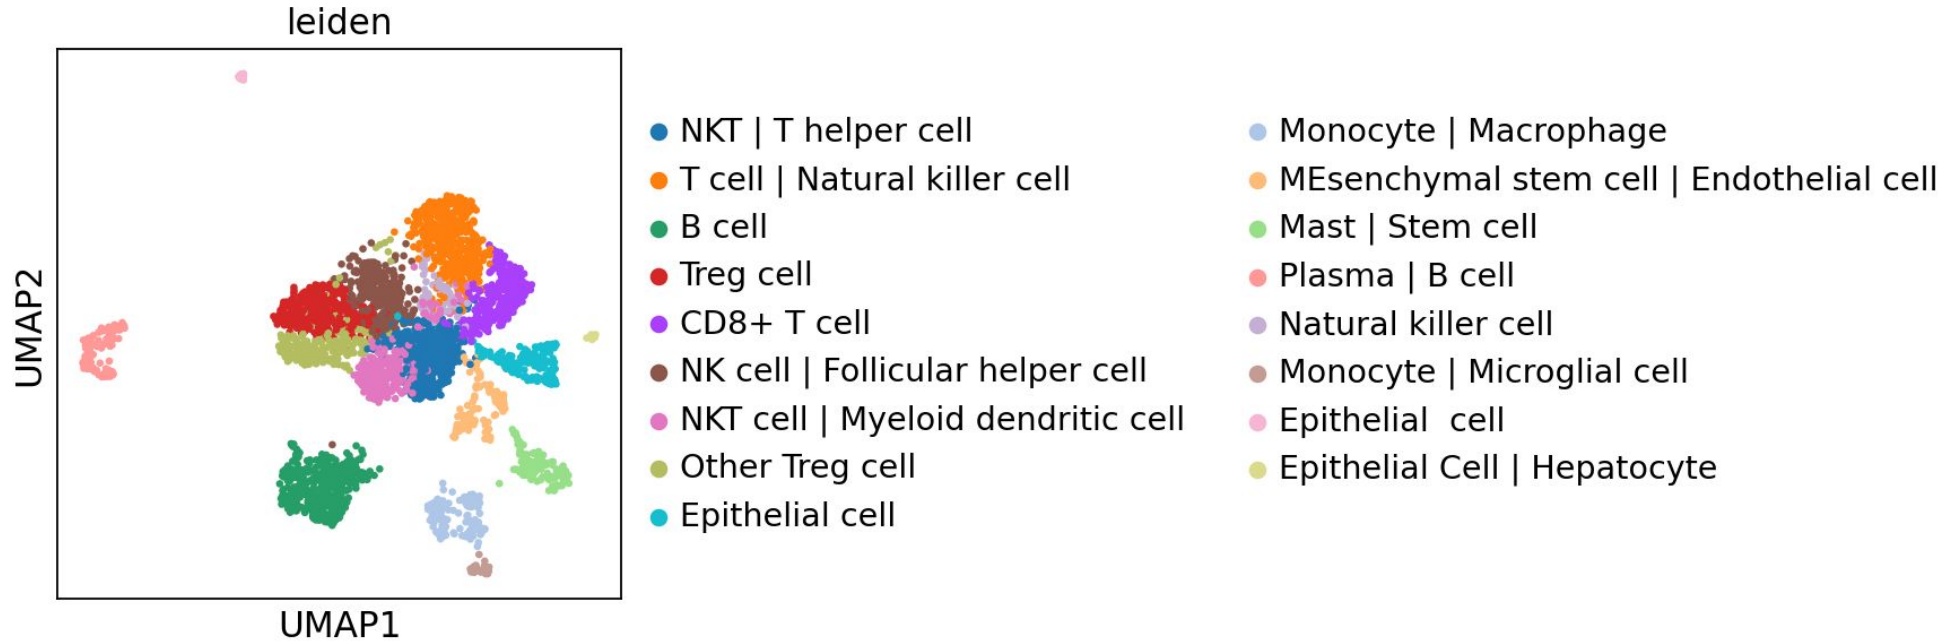 leiden
UMAP2
UMAP1
NKT | T helper cell
T cell | Natural killer cell
B cell
Treg cell
CD8+ T cell
NK cell | Follicular helper cell
NKT cell | Myeloid dendritic cell
Other Treg cell
Epithelial cell
Monocyte | Macrophage
MEsenchymal stem cell | Endothelial cell
Mast | Stem cell
Plasma | B cell
Natural killer cell
Monocyte | Microglial cell
Epithelial  cell
Epithelial Cell | Hepatocyte